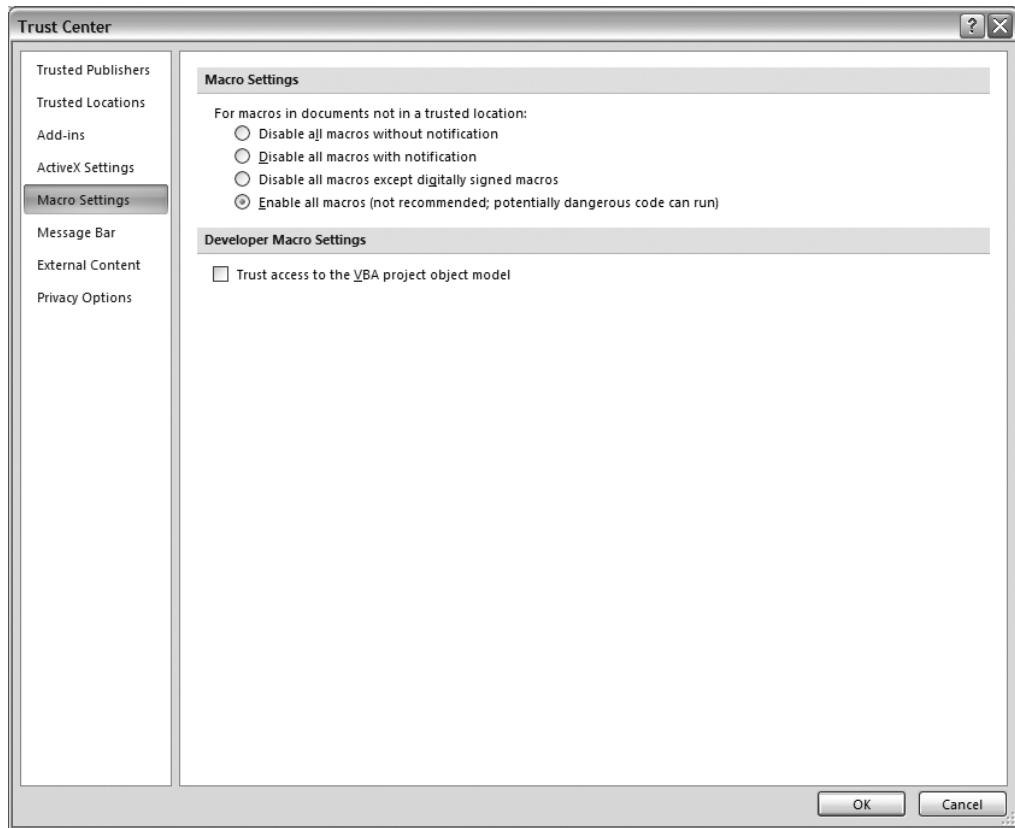 Trust Center
Trusted Publishers
Trusted Locations
Add-ins
ActiveX Settings
Macro Settings
Message Bar
External Content
Privacy Options
Macro Settings
For macros in documents not in a trusted location:
Disable all macros without notification
Disable all macros with notification
Disable all macros except digitally signed macros
Enable all macros (not recommended; potentially dangerous code can run)
Developer Macro Settings
Trust access to the VBA project object model
OK
Cancel